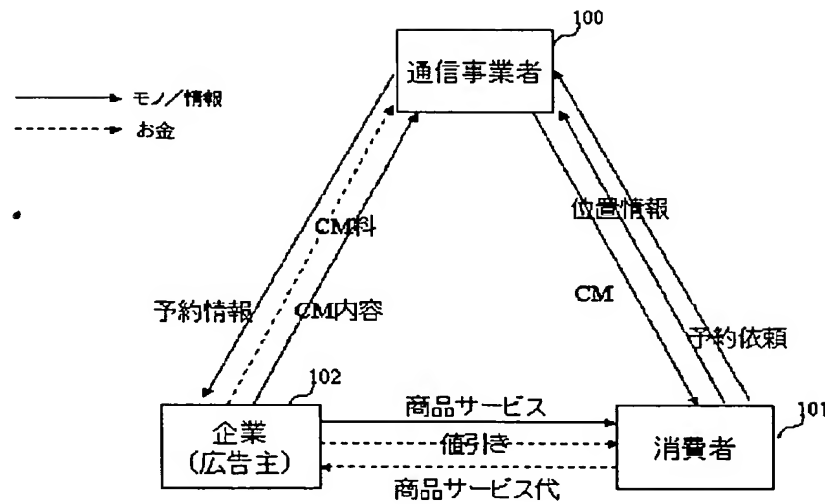 100
通信事業者
モノ/情報
お金
位置情報
CM料
CM
予約情報
CM内容
予約依頼
102
101
商品サービス
企業
(広告主)
値引き
消費者
商品サービス代